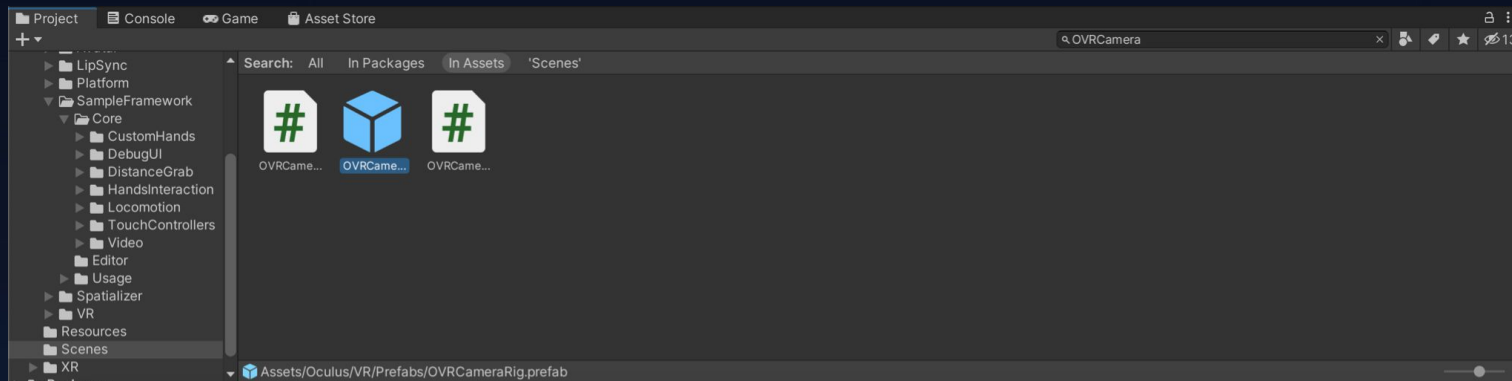 Project Console Game Asset Store
OVRCamera
13
Search: All In Packages In Assets 'Scenes'
LipSync
Platform
SampleFramework
Core
CustomHands
DebugUI
DistanceGrab
HandsInteraction
Locomotion
TouchControllers
Video
Editor
Usage
Spatializer
VR
Resources
Scenes
XR
OVRCame... OVRCame... OVRCame...
Assets/Oculus/VR/Prefabs/OVRCameraRig.prefab